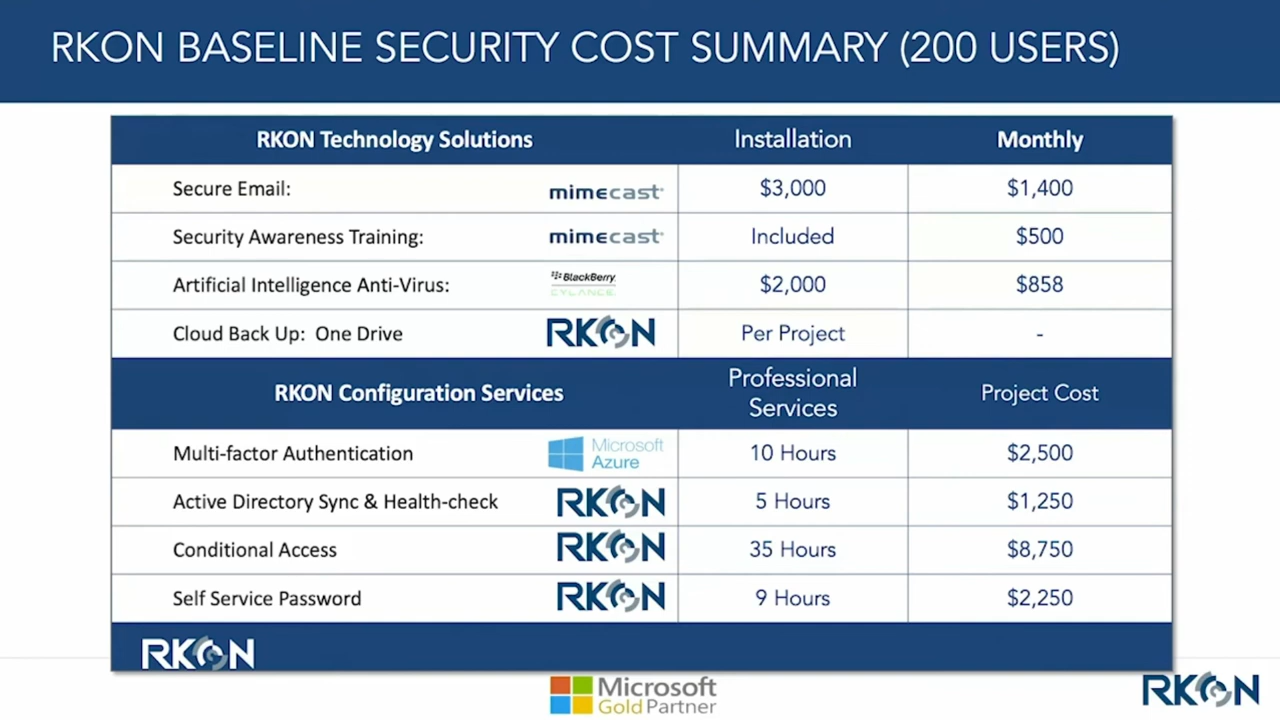 RKON BASELINE SECURITY COST SUMMARY (200 USERS)
RKON Technology Solutions Installation Monthly
Secure Email: mimecast $3,000 $1,400
Security Awareness Training: mimecast Included $500
Artificial Intelligence Anti-Virus: BlackBerry CYLANCE $2,000 $858
Cloud Back Up: One Drive RKON Per Project -
RKON Configuration Services Professional Services Project Cost
Multi-factor Authentication Microsoft Azure 10 Hours $2,500
Active Directory Sync & Health-check RKON 5 Hours $1,250
Conditional Access RKON 35 Hours $8,750
Self Service Password RKON 9 Hours $2,250
RKON
Microsoft
Gold Partner
RKON